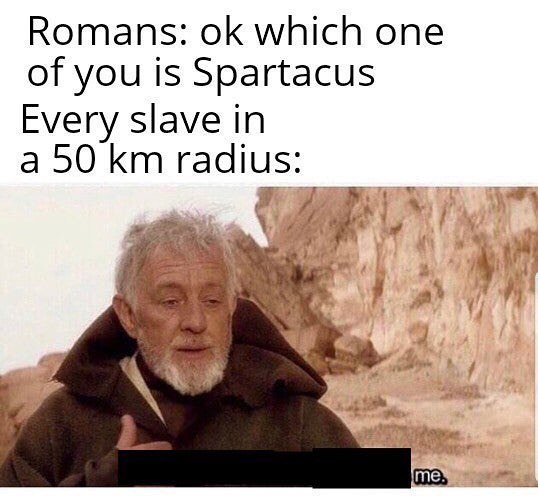 Romans: ok which one
of you is Spartacus
Every slave in
a 50 km radius:
me.